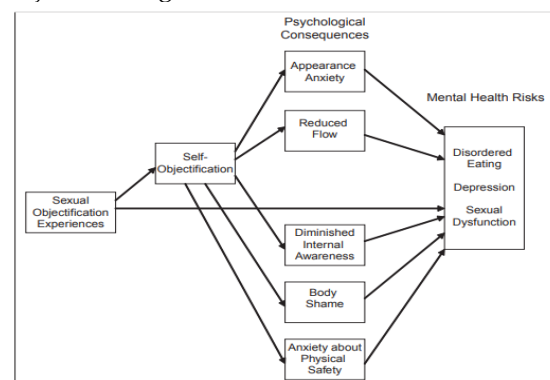 Psychological
Consequences
Appearance
Anxiety
Mental Health Risks
Reduced
Flow
Self-
Objectification
Disordered
Eating
Depression
Sexual
Dysfunction
Sexual
Objectification
Experiences
Diminished
Internal
Awareness
Body
Shame
Anxiety about
Physical
Safety